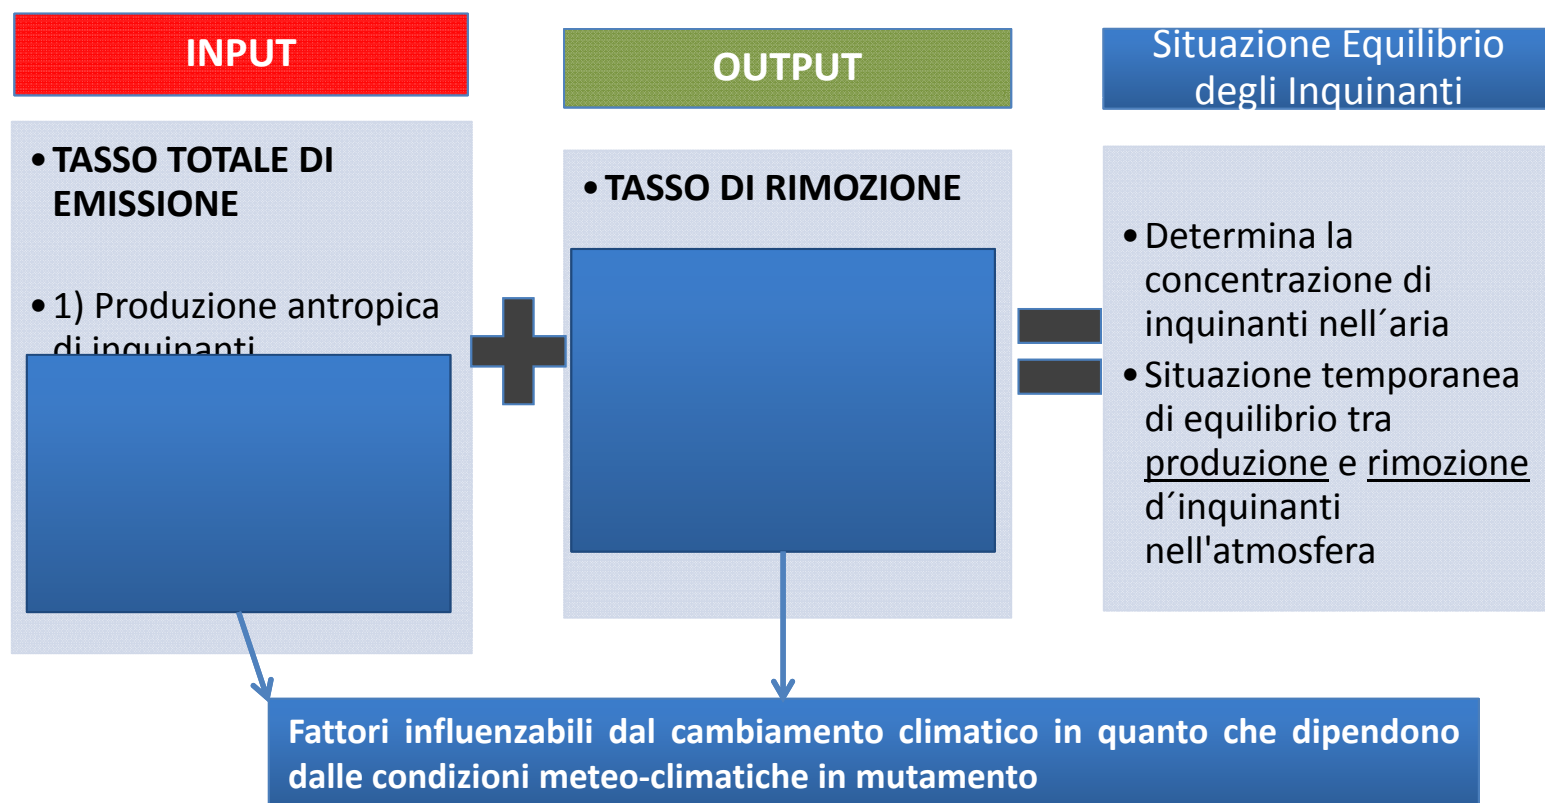 INPUT
• TASSO TOTALE DI
EMISSIONE
• 1) Produzione antropica
di inquinanti
OUTPUT
• TASSO DI RIMOZIONE
Situazione Equilibrio
degli Inquinanti
• Determina la
concentrazione di
inquinanti nell´aria
• Situazione temporanea
di equilibrio tra
produzione e rimozione
d´inquinanti
nell'atmosfera
Fattori influenzabili dal cambiamento climatico in quanto che dipendono
dalle condizioni meteo-climatiche in mutamento